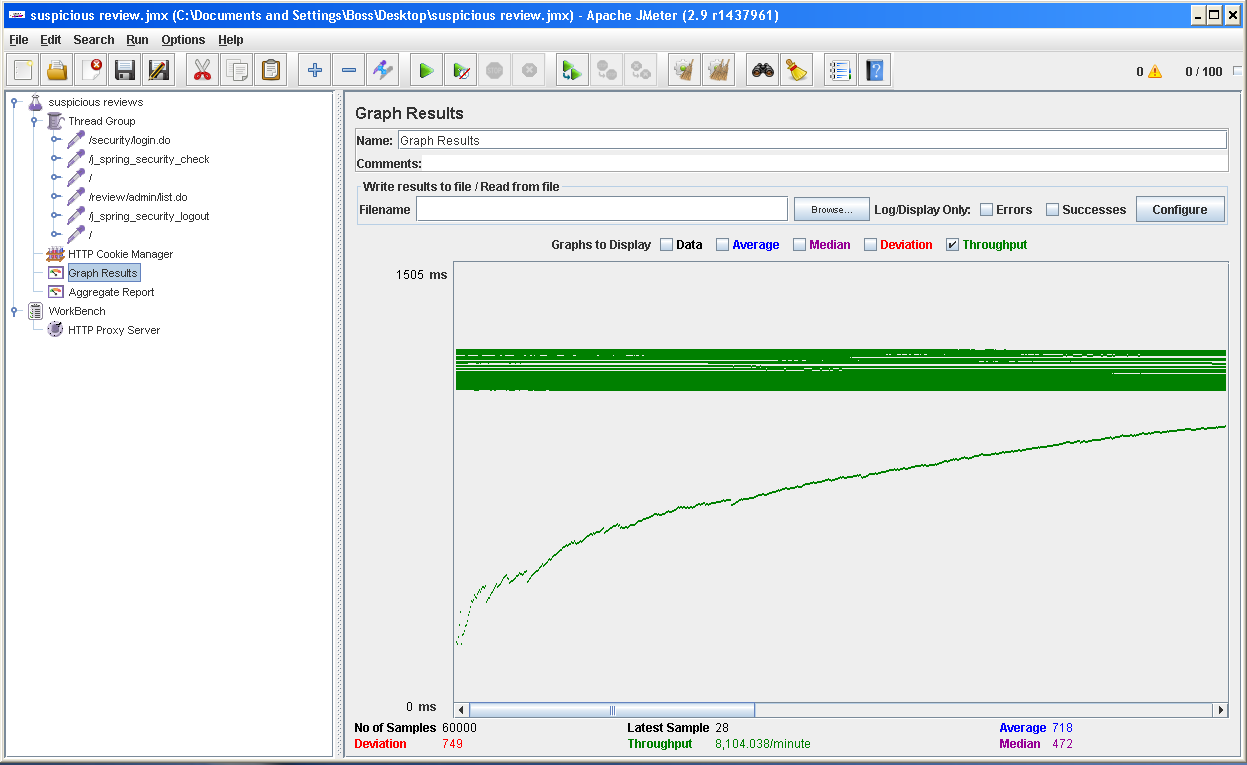 suspicious review.jmx (C:\Documents and Settings\Boss\Desktop\suspicious review.jmx) - Apache JMeter (2.9 r1437961)
File Edit Search Run Options Help
0 0 / 100
suspicious reviews
Thread Group
/security/login.do
/j_spring_security_check
/
/review/admin/list.do
/j_spring_security_logout
/
HTTP Cookie Manager
Graph Results
Aggregate Report
WorkBench
HTTP Proxy Server
Graph Results
Name: Graph Results
Comments:
Write results to file / Read from file
Filename Browse... Log/Display Only: Errors Successes Configure
Graphs to Display Data Average Median Deviation Throughput
1505 ms
0 ms
No of Samples 60000 Latest Sample 28 Average 718
Deviation 749 Throughput 8,104.038/minute Median 472